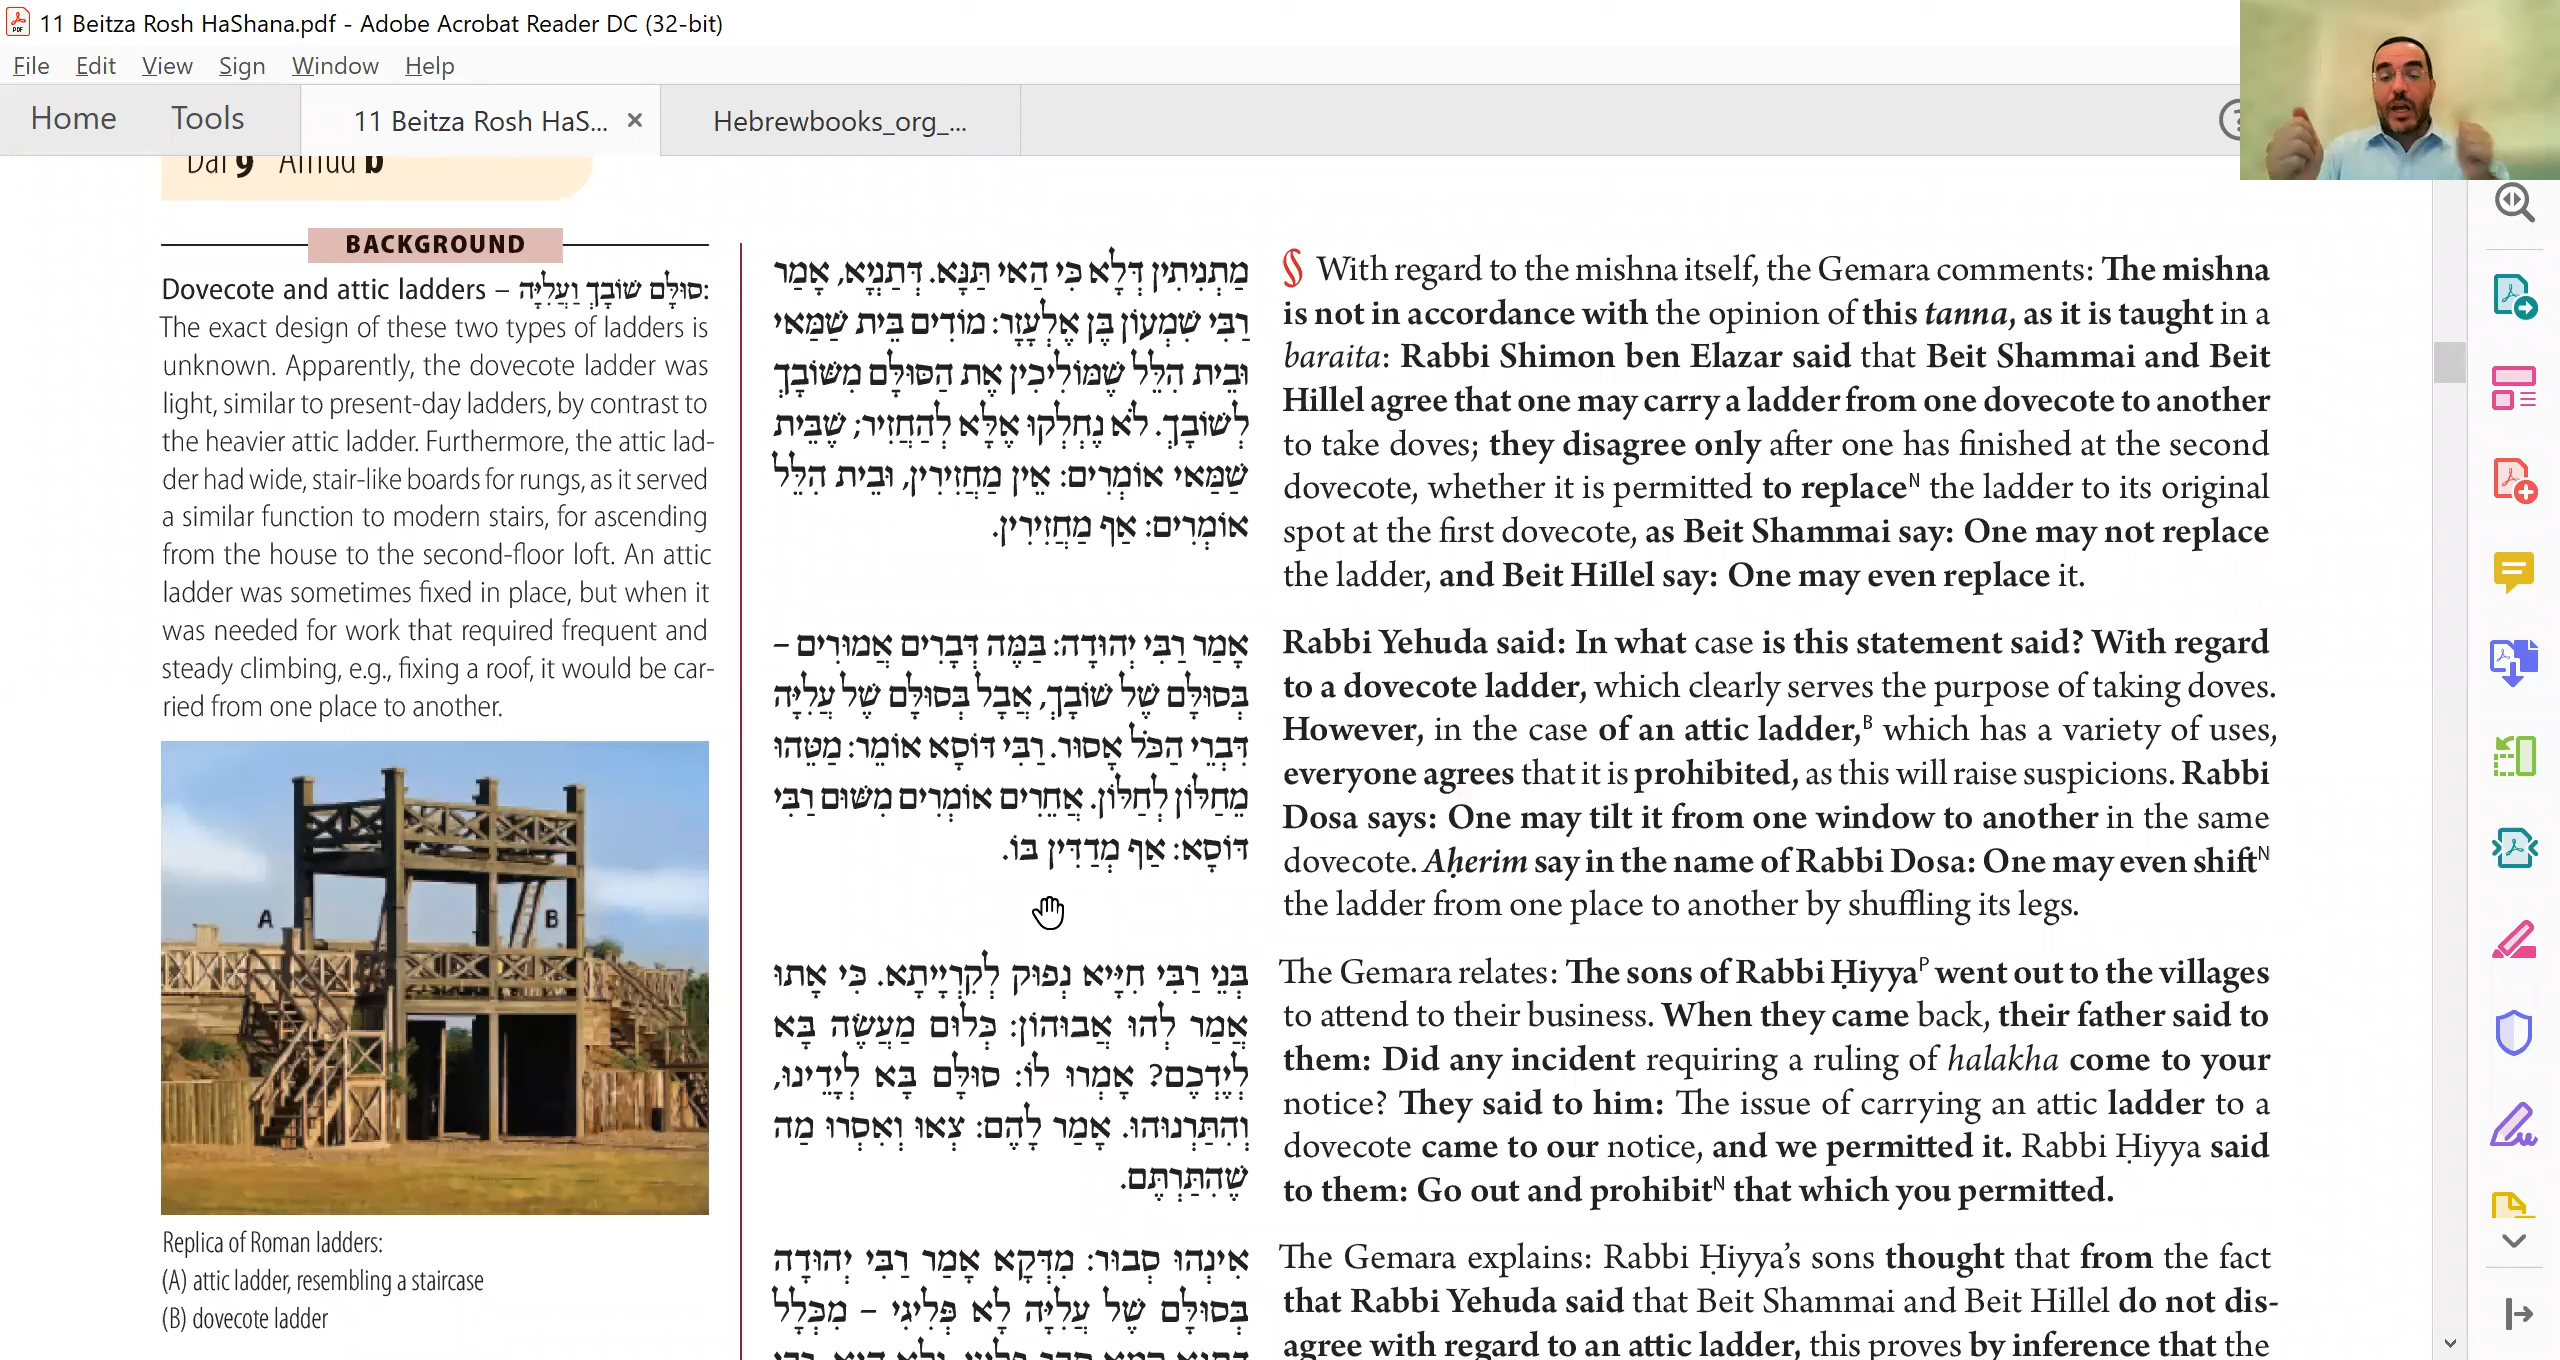 11 Beitza Rosh HaShana.pdf - Adobe Acrobat Reader DC (32-bit)
File Edit View Sign Window Help
Home Tools 11 Beitza Rosh HaS... × Hebrewbooks_org_...
Daf 9 Amud b
BACKGROUND
Dovecote and attic ladders – סוּלָּם שׁוֹבָךְ וַעֲלִיָּה:
The exact design of these two types of ladders is
unknown. Apparently, the dovecote ladder was
light, similar to present-day ladders, by contrast to
the heavier attic ladder. Furthermore, the attic lad-
der had wide, stair-like boards for rungs, as it served
a similar function to modern stairs, for ascending
from the house to the second-floor loft. An attic
ladder was sometimes fixed in place, but when it
was needed for work that required frequent and
steady climbing, e.g., fixing a roof, it would be car-
ried from one place to another.
A
B
Replica of Roman ladders:
(A) attic ladder, resembling a staircase
(B) dovecote ladder
מַתְנִיתִין דְּלָא כִּי הַאי תַּנָּא. דְּתַנְיָא, אָמַר
רַבִּי שִׁמְעוֹן בֶּן אֶלְעָזָר: מוֹדִים בֵּית שַׁמַּאי
וּבֵית הִלֵּל שֶׁמּוֹלִיכִין אֶת הַסּוּלָּם מִשּׁוֹבָךְ
לְשׁוֹבָךְ. לֹא נֶחְלְקוּ אֶלָּא לְהַחֲזִיר; שֶׁבֵּית
שַׁמַּאי אוֹמְרִים: אֵין מַחֲזִירִין, וּבֵית הִלֵּל
אוֹמְרִים: אַף מַחֲזִירִין.
אָמַר רַבִּי יְהוּדָה: בַּמֶּה דְּבָרִים אֲמוּרִים –
בְּסוּלָּם שֶׁל שׁוֹבָךְ, אֲבָל בְּסוּלָּם שֶׁל עֲלִיָּה
דִּבְרֵי הַכֹּל אָסוּר. רַבִּי דּוֹסָא אוֹמֵר: מַטֵּהוּ
מֵחַלּוֹן לְחַלּוֹן. אֲחֵרִים אוֹמְרִים מִשּׁוּם רַבִּי
דּוֹסָא: אַף מְדַדִּין בּוֹ.
בְּנֵי רַבִּי חִיָּיא נְפוּק לְקִרְיָיתָא. כִּי אָתוּ
אֲמַר לְהוּ אֲבוּהוֹן: כְּלוּם מַעֲשֶׂה בָּא
לְיֶדְכֶם? אָמְרוּ לוֹ: סוּלָּם בָּא לְיָדֵינוּ,
וְהִתַּרְנוּהוּ. אָמַר לָהֶם: צְאוּ וְאִסְרוּ מַה
שֶּׁהִתַּרְתֶּם.
אִינְהוּ סְבוּר: מִדְּקָא אָמַר רַבִּי יְהוּדָה
בְּסוּלָּם שֶׁל עֲלִיָּה לָא פְּלִיגִי – מִכְּלָל
§ With regard to the mishna itself, the Gemara comments: The mishna
is not in accordance with the opinion of this tanna, as it is taught in a
baraita: Rabbi Shimon ben Elazar said that Beit Shammai and Beit
Hillel agree that one may carry a ladder from one dovecote to another
to take doves; they disagree only after one has finished at the second
dovecote, whether it is permitted to replaceᴺ the ladder to its original
spot at the first dovecote, as Beit Shammai say: One may not replace
the ladder, and Beit Hillel say: One may even replace it.
Rabbi Yehuda said: In what case is this statement said? With regard
to a dovecote ladder, which clearly serves the purpose of taking doves.
However, in the case of an attic ladder,ᴮ which has a variety of uses,
everyone agrees that it is prohibited, as this will raise suspicions. Rabbi
Dosa says: One may tilt it from one window to another in the same
dovecote. Aḥerim say in the name of Rabbi Dosa: One may even shiftᴺ
the ladder from one place to another by shuffling its legs.
The Gemara relates: The sons of Rabbi Ḥiyyaᴾ went out to the villages
to attend to their business. When they came back, their father said to
them: Did any incident requiring a ruling of halakha come to your
notice? They said to him: The issue of carrying an attic ladder to a
dovecote came to our notice, and we permitted it. Rabbi Ḥiyya said
to them: Go out and prohibitᴺ that which you permitted.
The Gemara explains: Rabbi Ḥiyya's sons thought that from the fact
that Rabbi Yehuda said that Beit Shammai and Beit Hillel do not dis-
agree with regard to an attic ladder, this proves by inference that the